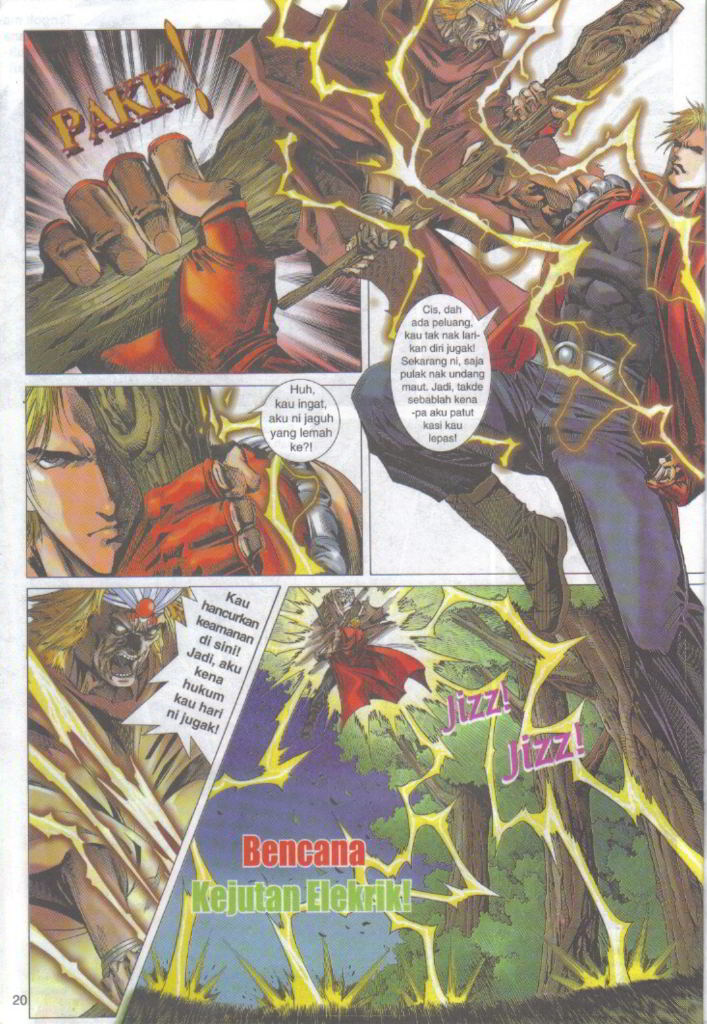 PAKK!
Cis, dah
ada peluang,
kau tak nak lari-
kan diri jugak!
Sekarang ni, saja
pulak nak undang
maut. Jadi, takde
sebablah kena
-pa aku patut
kasi kau
lepas!
Huh,
kau ingat,
aku ni jaguh
yang lemah
ke?!
Kau
hancurkan
keamanan
di sini!
Jadi, aku
kena
hukum
kau hari
ni jugak!
Jizz!
Jizz!
Bencana
Kejutan Elekrik!
20